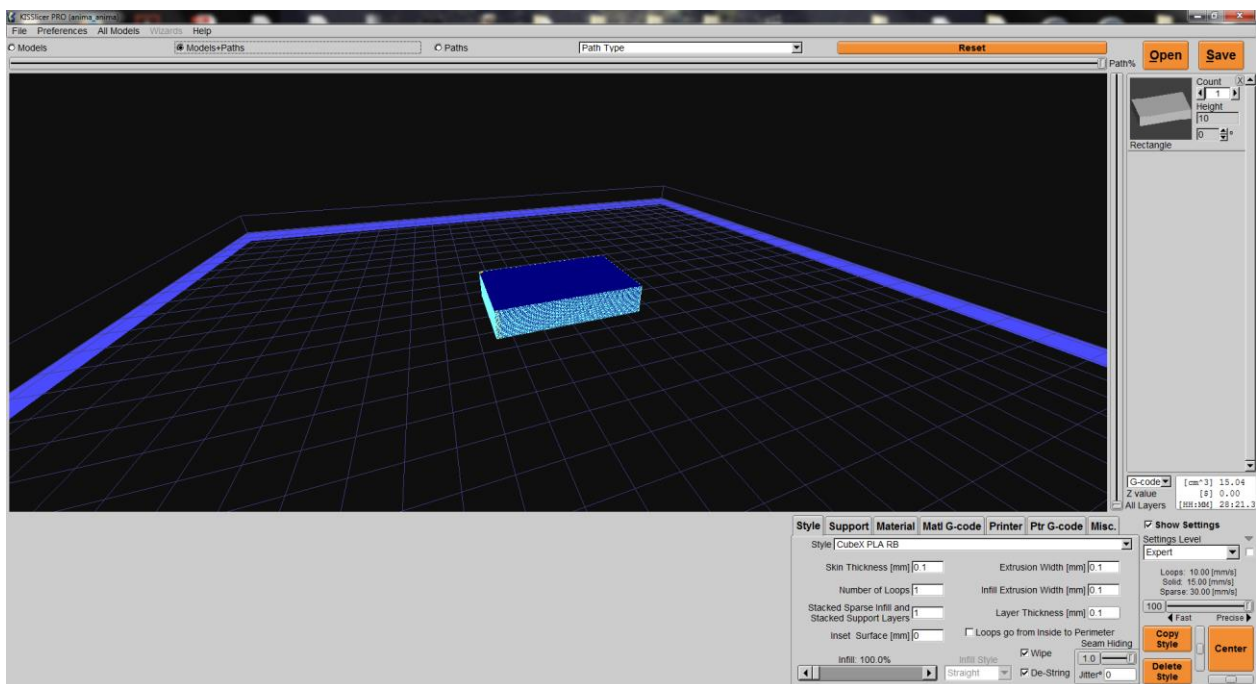 KISSlicer PRO [anima_anima]
File Preferences All Models Wizards Help
Models Models+Paths Paths Path Type Reset
Path%
Open Save
Count X
1
Height
10
0 °
Rectangle
G-code [cm^3] 15.04
Z value [$] 0.00
All Layers [HH:MM] 28:21.3
Style Support Material Matl G-code Printer Ptr G-code Misc.
Style CubeX PLA RB
Skin Thickness [mm] 0.1 Extrusion Width [mm] 0.1
Number of Loops 1 Infill Extrusion Width [mm] 0.1
Stacked Sparse Infill and
Stacked Support Layers 1 Layer Thickness [mm] 0.1
Inset Surface [mm] 0 Loops go from Inside to Perimeter
Infill: 100.0% Infill Style Wipe Seam Hiding
1.0
Straight De-String Jitter° 0
Show Settings
Settings Level
Expert
Loops: 10.00 [mm/s]
Solid: 15.00 [mm/s]
Sparse: 30.00 [mm/s]
100
Fast Precise
Copy
Style
Center
Delete
Style